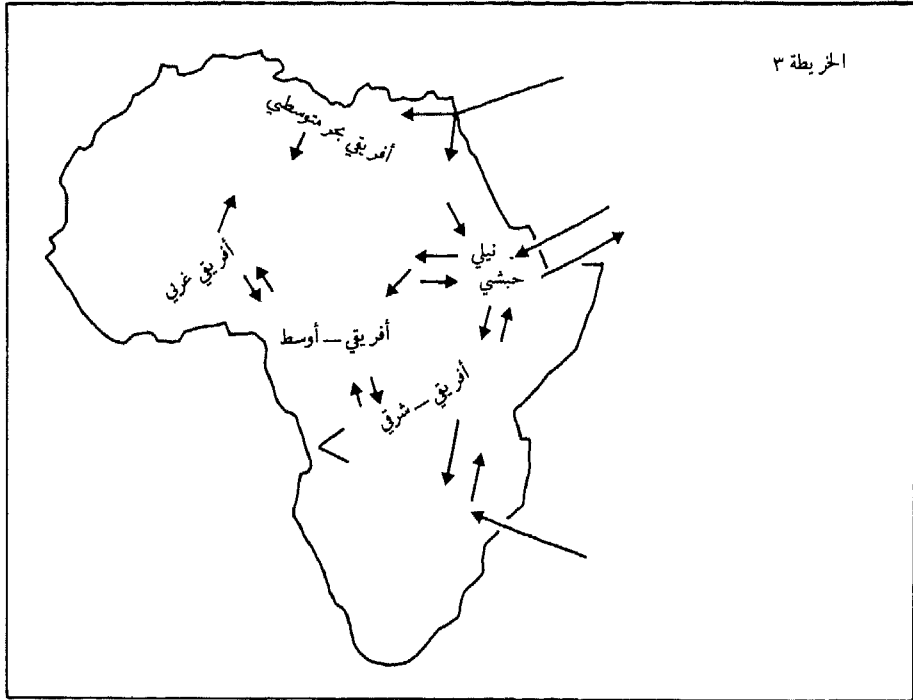 الخريطة ٣
أفريقي بحر متوسطي
نيلي
حبشي
أفريقي غربي
أفريقي — أوسط
أفريقي — شرقي